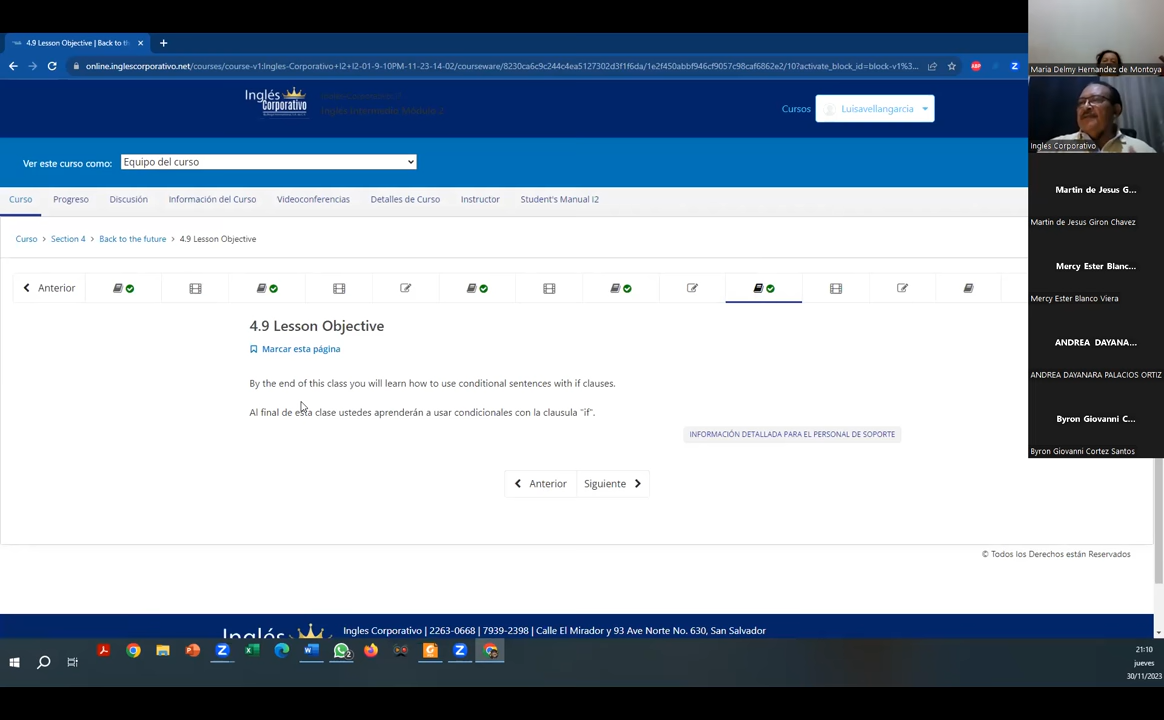 4.9 Lesson Objective | Back to th
online.inglescorporativo.net/courses/course-v1:Ingles-Corporativo+I2+I2-01-9-10PM-11-23-14-02/courseware/8230ca6c9c244c4ea5127302d3f1f6da/1e2f450abbf946cf9057c98caf6862e2/10?activate_block_id=block-v1%3...
Inglés
Corporativo
Cursos
Luisavellangarcia
Ver este curso como:
Equipo del curso
Curso
Progreso
Discusión
Información del Curso
Videoconferencias
Detalles de Curso
Instructor
Student's Manual I2
Curso > Section 4 > Back to the future > 4.9 Lesson Objective
Anterior
4.9 Lesson Objective
Marcar esta página
By the end of this class you will learn how to use conditional sentences with if clauses.
Al final de esta clase ustedes aprenderán a usar condicionales con la clausula "if".
INFORMACIÓN DETALLADA PARA EL PERSONAL DE SOPORTE
Anterior
Siguiente
© Todos los Derechos están Reservados
Inglés
Ingles Corporativo | 2263-0668 | 7939-2398 | Calle El Mirador y 93 Ave Norte No. 630, San Salvador
21:10
jueves
30/11/2023
Maria Delmy Hernandez de Montoya
Ingles Corporativo
Martin de Jesus G...
Martin de Jesus Giron Chavez
Mercy Ester Blanc...
Mercy Ester Blanco Viera
ANDREA DAYANA...
ANDREA DAYANARA PALACIOS ORTIZ
Byron Giovanni C...
Byron Giovanni Cortez Santos